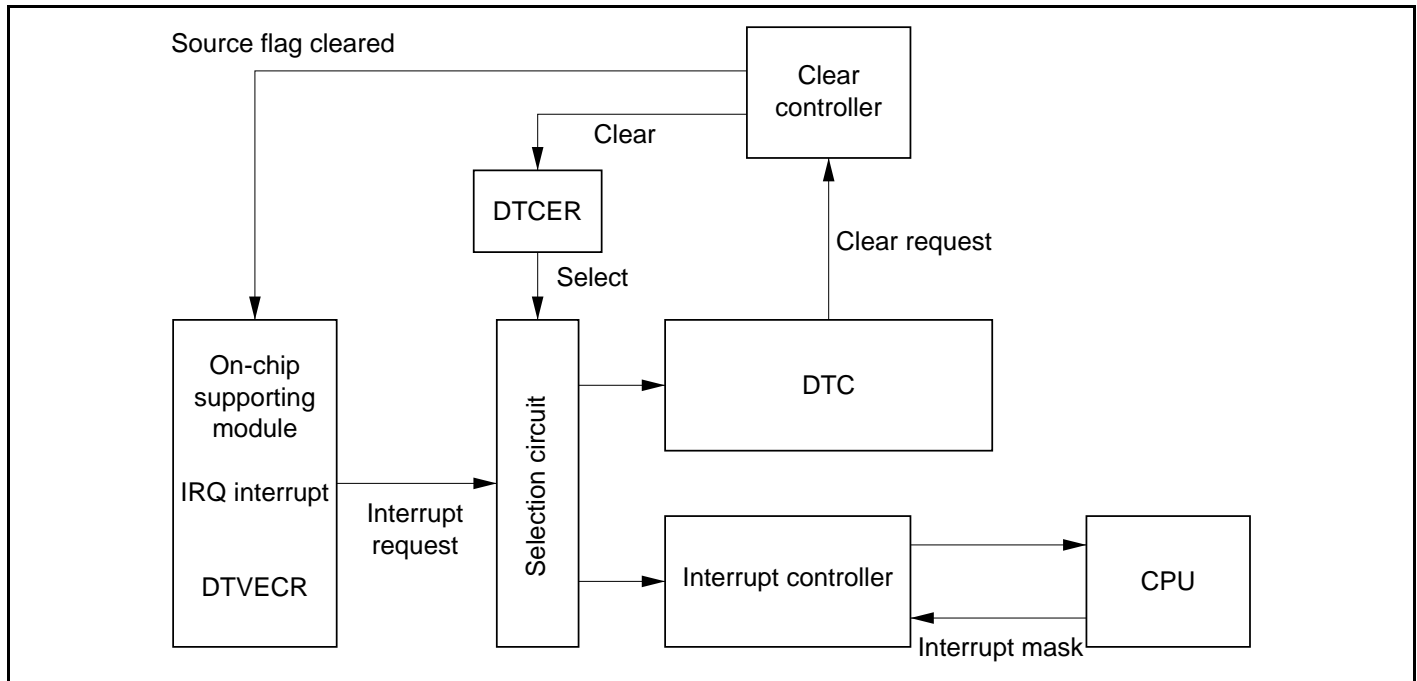 Source flag cleared
Clear
controller
Clear
DTCER
Clear request
Select
On-chip
supporting
module
DTC
Selection circuit
IRQ interrupt
Interrupt
request
Interrupt controller
CPU
DTVECR
Interrupt mask